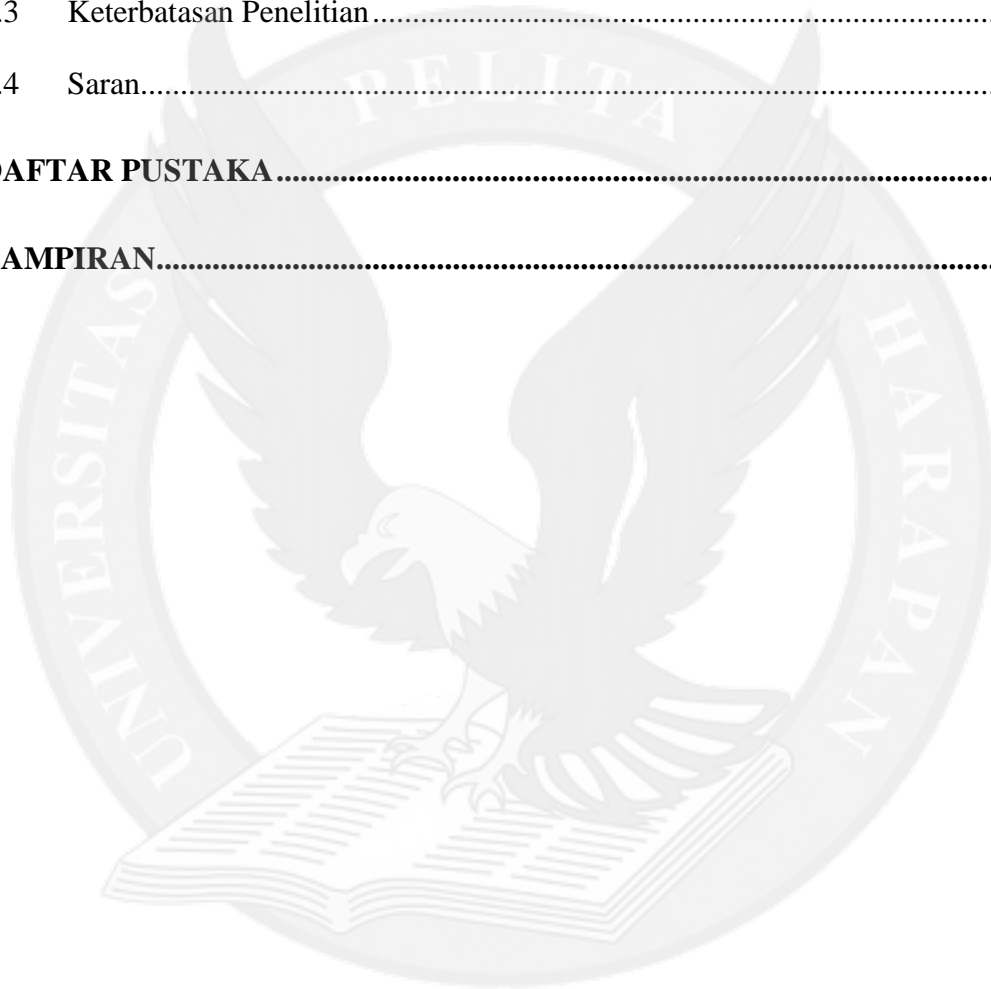 .3 Keterbatasan Penelitian
.4 Saran
DAFTAR PUSTAKA
AMPIRAN
UNIVERSITAS PELITA HARAPAN